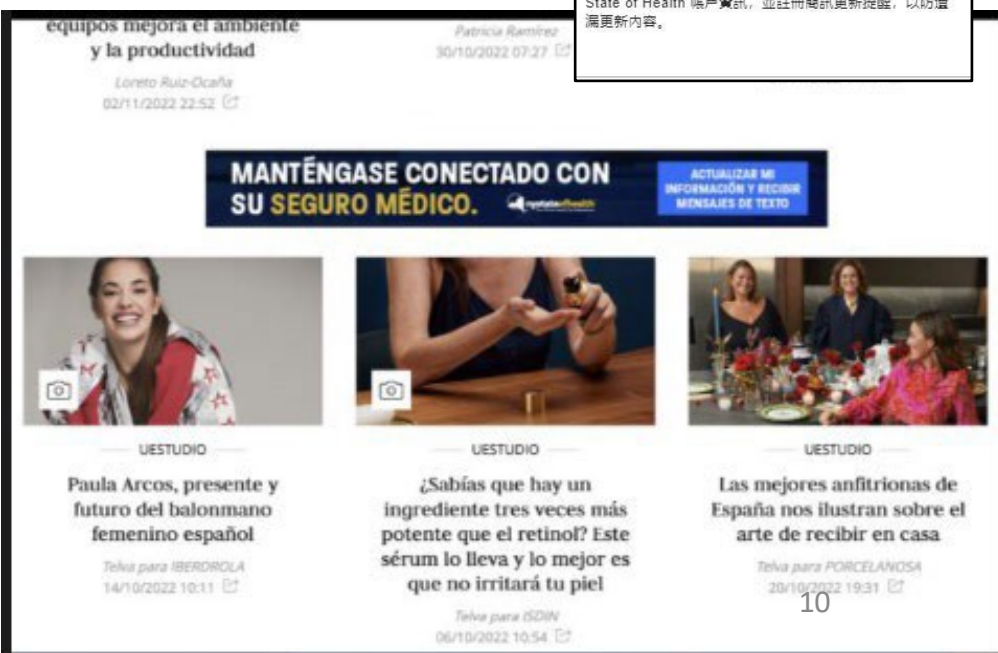 State of Health 帳戶資訊，並註冊簡訊更新提醒，以防遺
漏更新內容。
equipos mejora el ambiente
y la productividad
Loreto Ruiz-Ocaña
02/11/2022 22:52
Patricia Ramírez
30/10/2022 07:27
MANTÉNGASE CONECTADO CON
SU SEGURO MÉDICO.
nystateofhealth
ACTUALIZAR MI
INFORMACIÓN Y RECIBIR
MENSAJES DE TEXTO
UESTUDIO
Paula Arcos, presente y
futuro del balonmano
femenino español
Telva para IBERDROLA
14/10/2022 10:11
UESTUDIO
¿Sabías que hay un
ingrediente tres veces más
potente que el retinol? Este
sérum lo lleva y lo mejor es
que no irritará tu piel
Telva para ISDIN
06/10/2022 10:54
UESTUDIO
Las mejores anfitrionas de
España nos ilustran sobre el
arte de recibir en casa
Telva para PORCELANOSA
20/10/2022 19:31
10